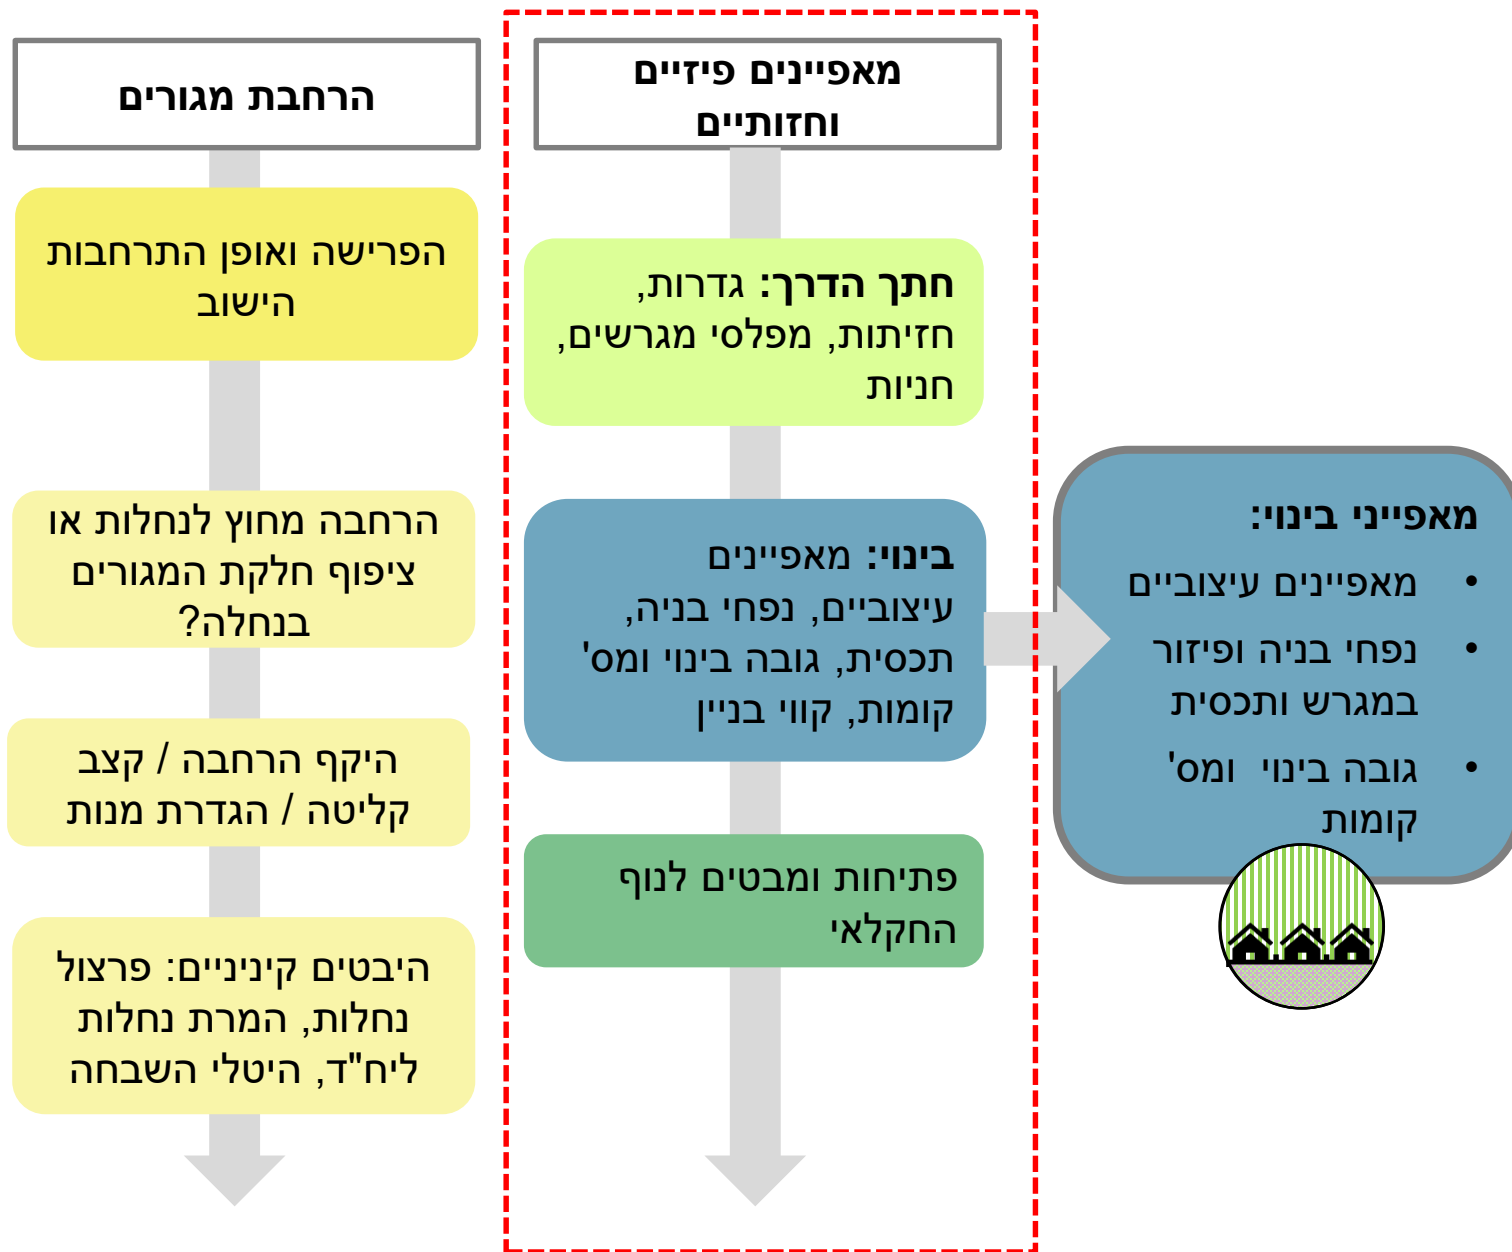 הרחבת מגורים
הפרישה ואופן התרחבות
הישוב
הרחבה מחוץ לנחלות או
ציפוף חלקת המגורים
בנחלה?
היקף הרחבה / קצב
קליטה / הגדרת מנות
היבטים קיניניים: פרצול
נחלות, המרת נחלות
ליח"ד, היטלי השבחה
מאפיינים פיזיים
וחזותיים
חתך הדרך: גדרות,
חזיתות, מפלסי מגרשים,
חניות
בינוי: מאפיינים
עיצוביים, נפחי בניה,
תכסית, גובה בינוי ומס'
קומות, קווי בניין
פתיחות ומבטים לנוף
החקלאי
מאפייני בינוי:
• מאפיינים עיצוביים
• נפחי בניה ופיזור
במגרש ותכסית
• גובה בינוי ומס'
קומות